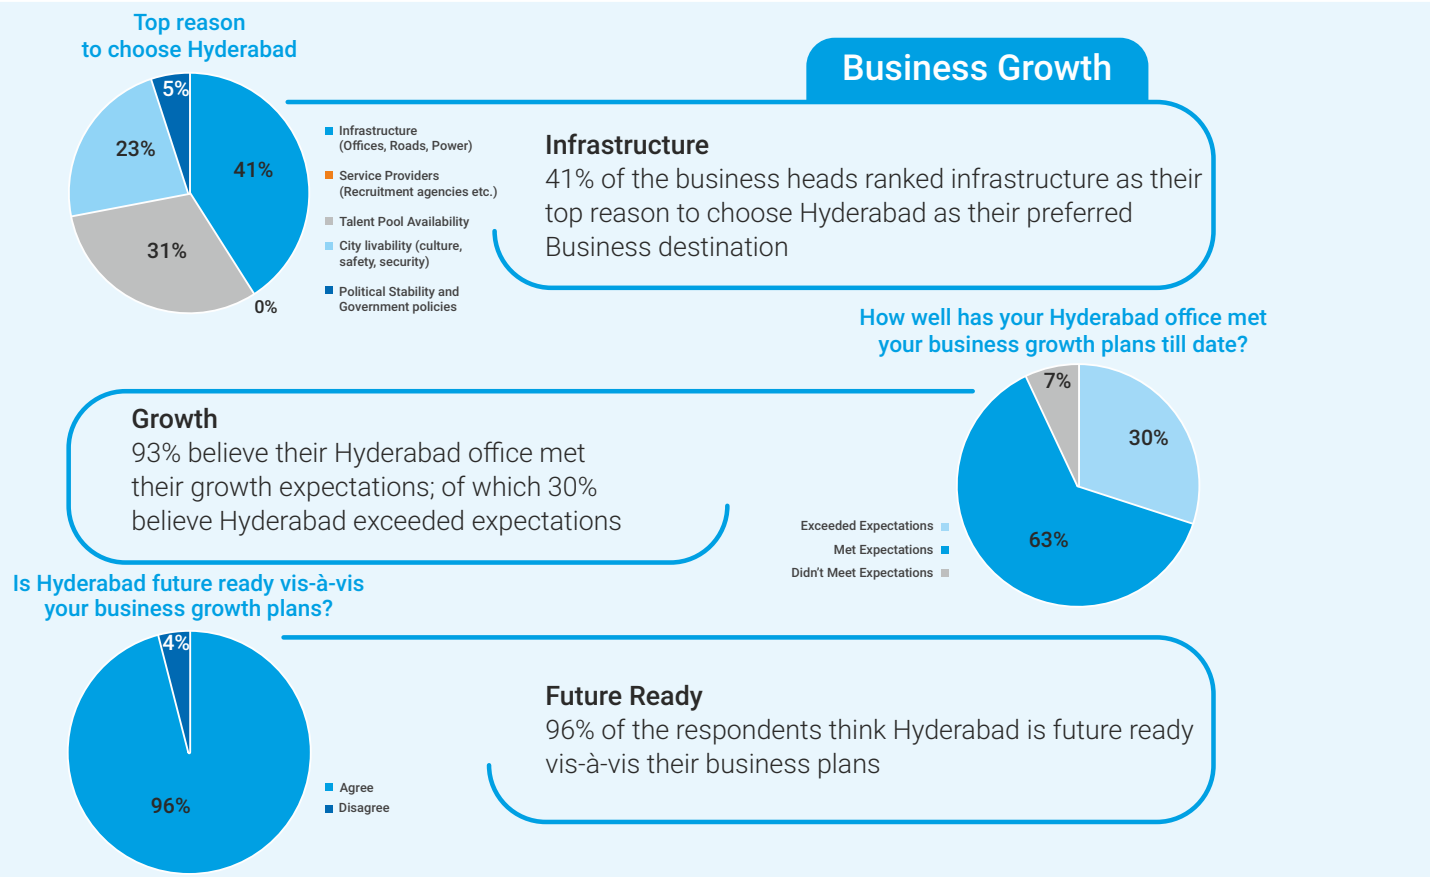 Top reason
to choose Hyderabad
5%
23%
41%
31%
0%
Infrastructure
(Offices, Roads, Power)
Service Providers
(Recruitment agencies etc.)
Talent Pool Availability
City livability (culture,
safety, security)
Political Stability and
Government policies
Business Growth
Infrastructure
41% of the business heads ranked infrastructure as their
top reason to choose Hyderabad as their preferred
Business destination
How well has your Hyderabad office met
your business growth plans till date?
7%
30%
63%
Exceeded Expectations
Met Expectations
Didn't Meet Expectations
Growth
93% believe their Hyderabad office met
their growth expectations; of which 30%
believe Hyderabad exceeded expectations
Is Hyderabad future ready vis-à-vis
your business growth plans?
4%
96%
Agree
Disagree
Future Ready
96% of the respondents think Hyderabad is future ready
vis-à-vis their business plans